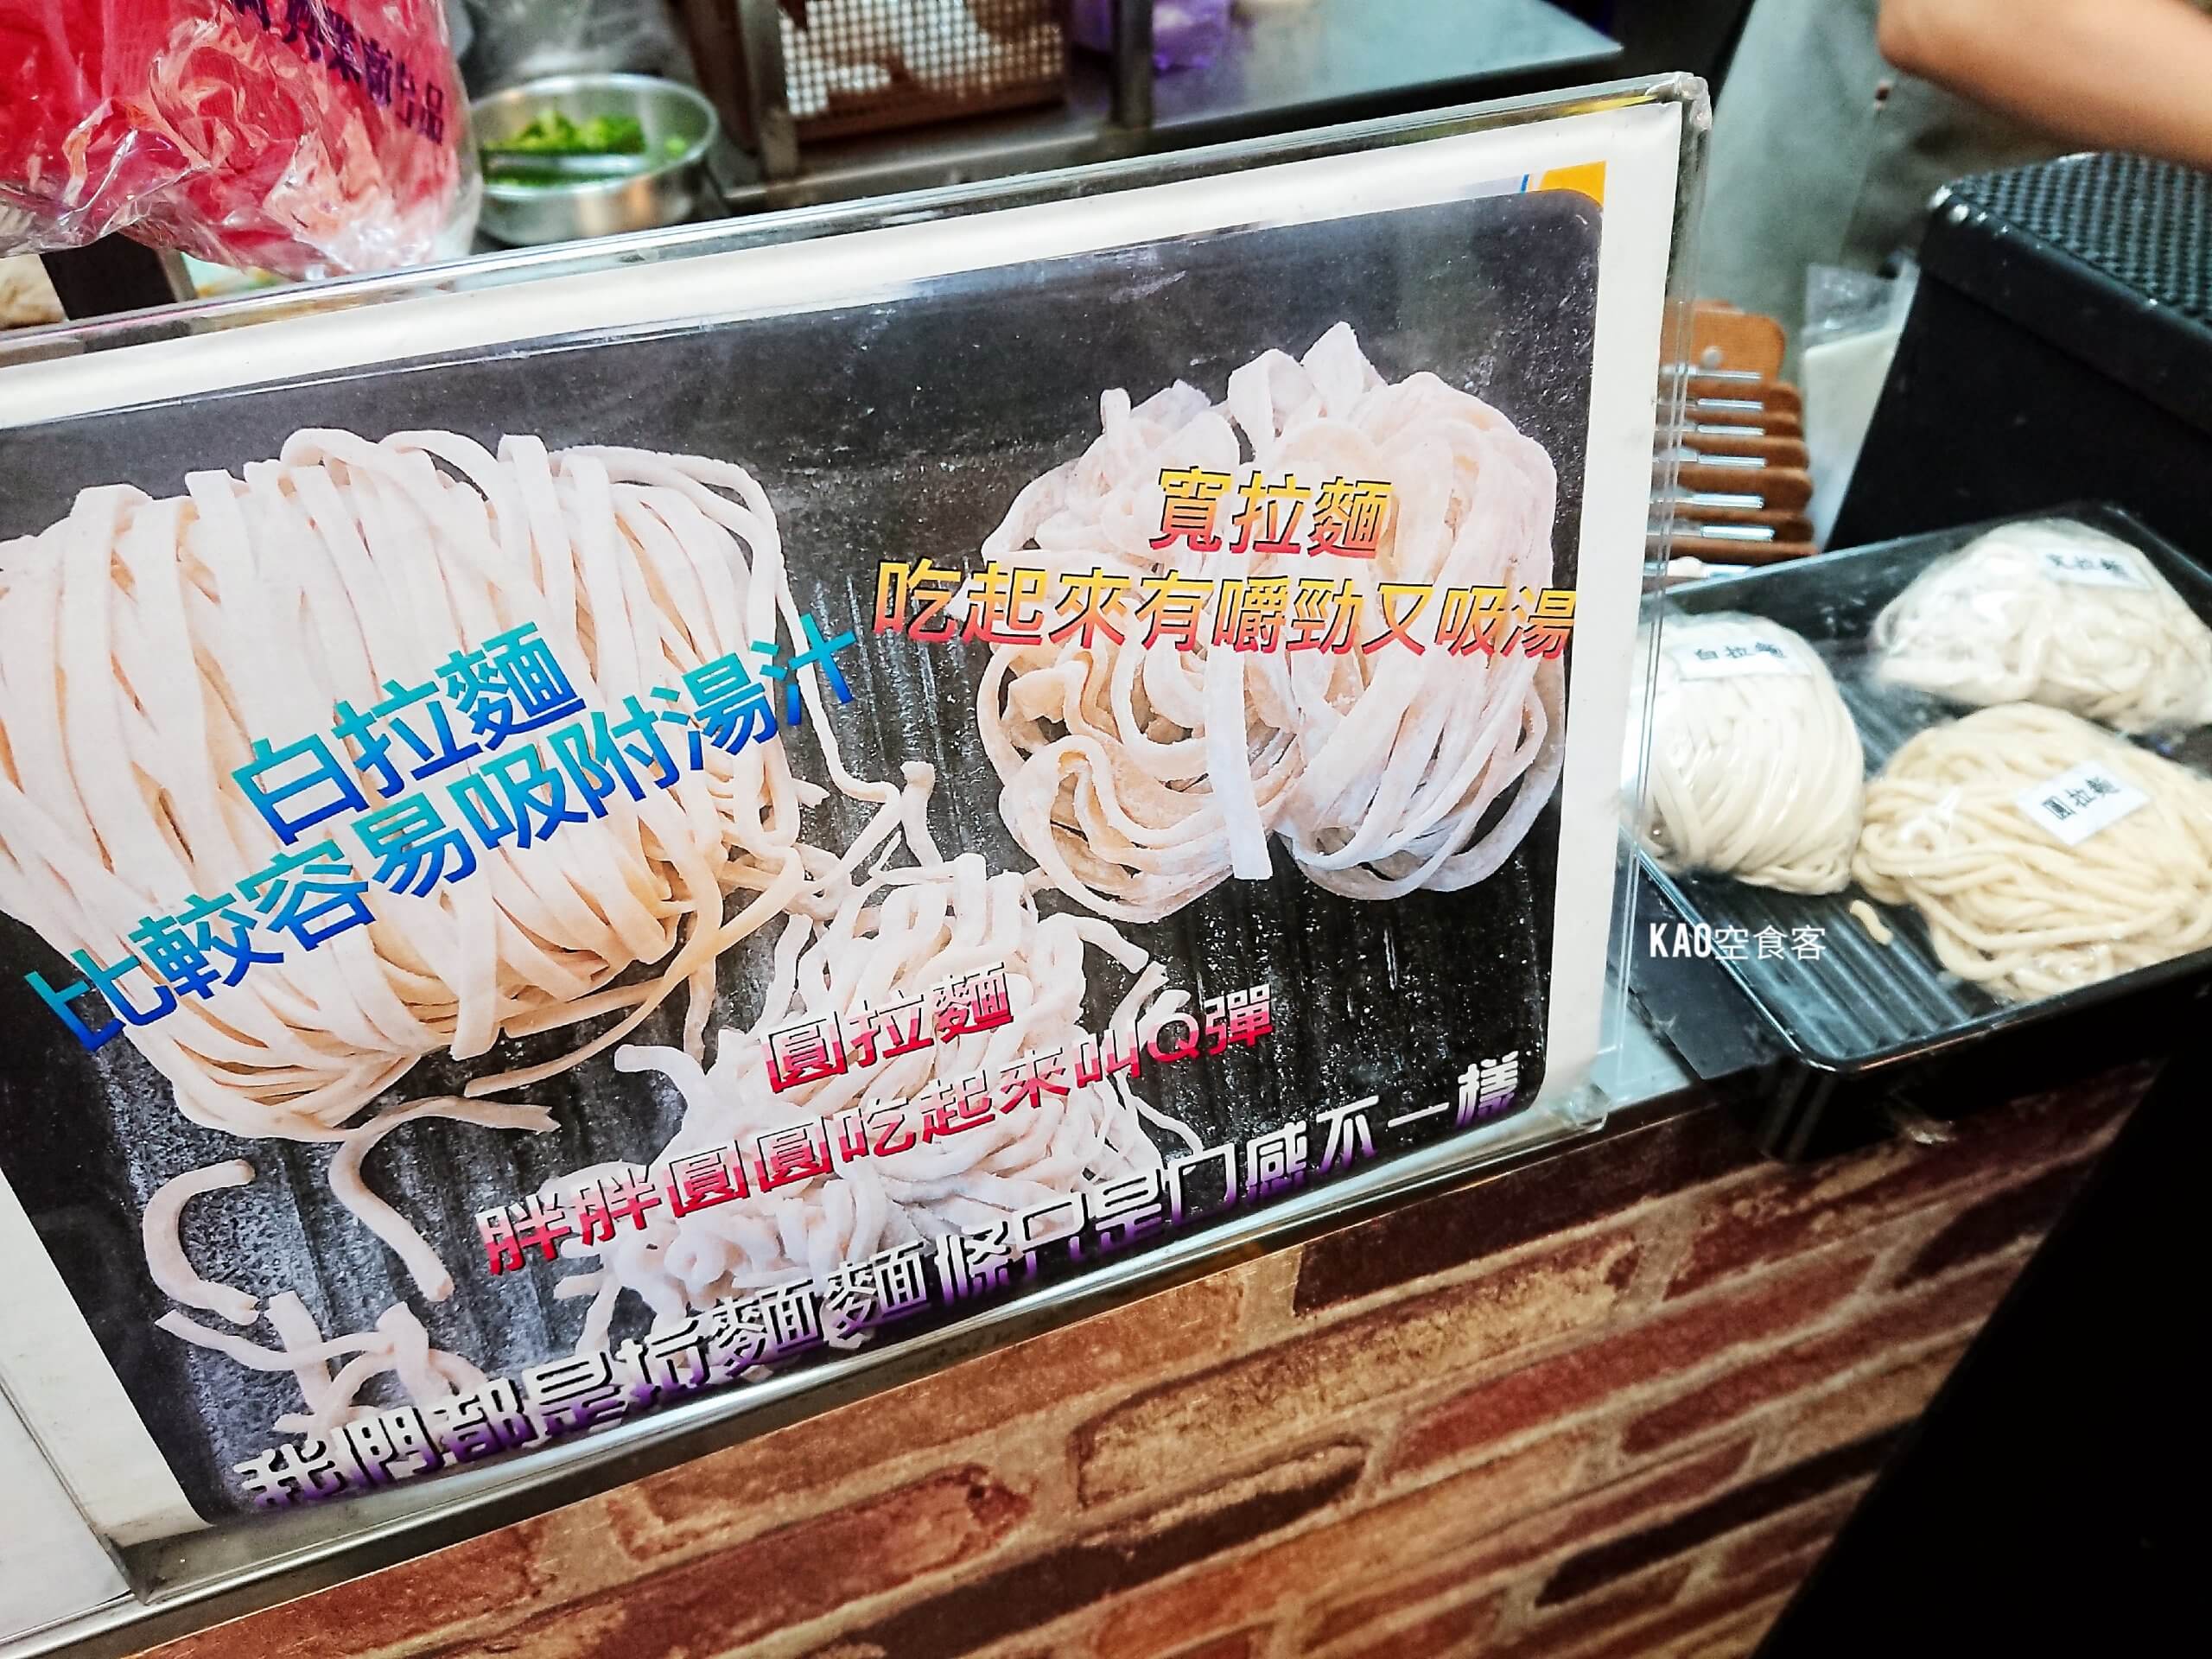 寬拉麵
吃起來有嚼勁又吸湯
白拉麵
比較容易吸附湯汁
圓拉麵
胖胖圓圓吃起來叫Q彈
我們都是拉麵麵條只是口感不一樣
白拉麵
圓拉麵
KAO空食客